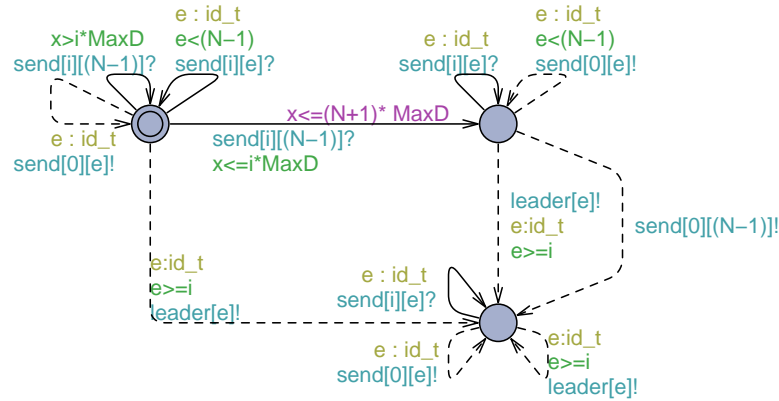 x>i*MaxD
send[i][(N−1)]?
e : id_t
e<(N−1)
send[i][e]?
e : id_t
send[i][e]?
e : id_t
e<(N−1)
send[0][e]!
x<=(N+1)* MaxD
send[i][(N−1)]?
x<=i*MaxD
e : id_t
send[0][e]!
leader[e]!
e:id_t
e>=i
send[0][(N−1)]!
e:id_t
e>=i
leader[e]!
e : id_t
send[i][e]?
e : id_t
send[0][e]!
e:id_t
e>=i
leader[e]!